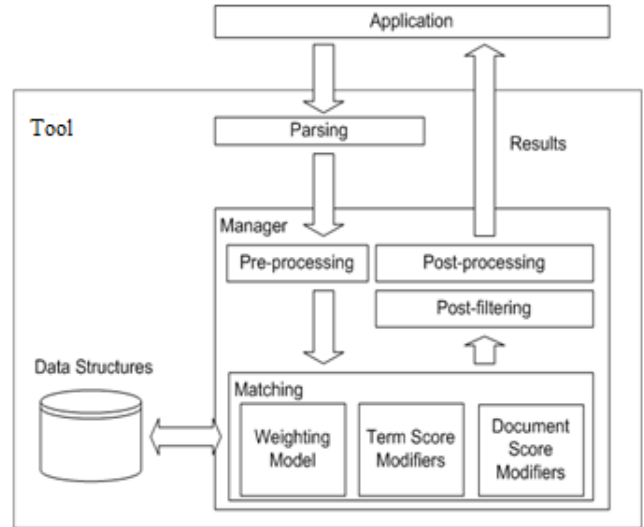 Application
Tool
Parsing
Results
Manager
Pre-processing
Post-processing
Post-filtering
Data Structures
Matching
Weighting
Model
Term Score
Modifiers
Document
Score
Modifiers